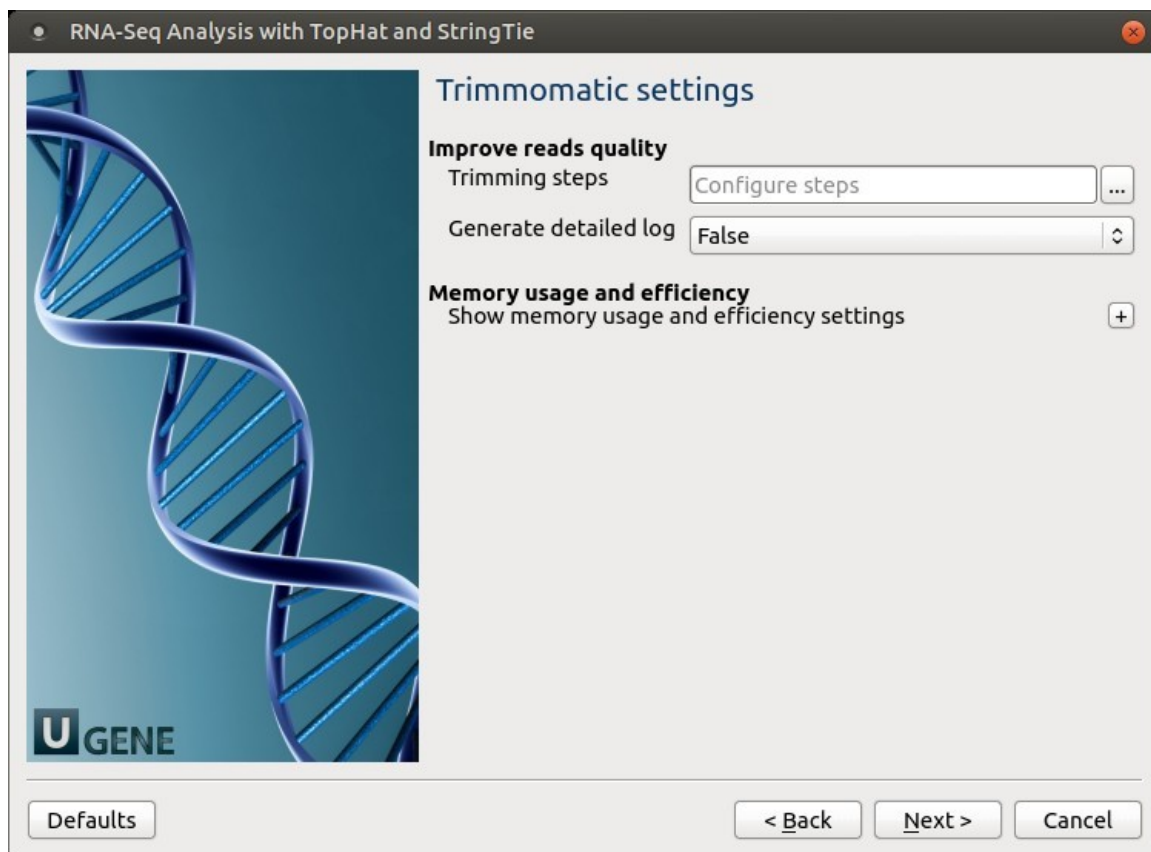 RNA-Seq Analysis with TopHat and StringTie
Trimmomatic settings
Improve reads quality
Trimming steps Configure steps ...
Generate detailed log False
Memory usage and efficiency
Show memory usage and efficiency settings +
U GENE
Defaults < Back Next > Cancel